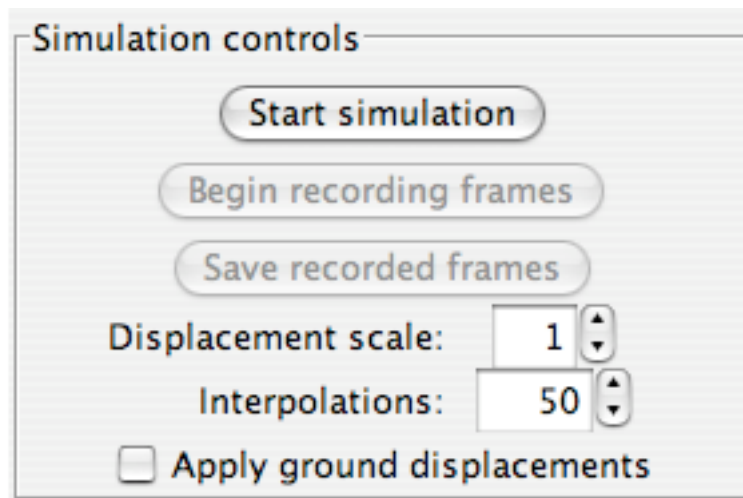 Simulation controls
Start simulation
Begin recording frames
Save recorded frames
Displacement scale: 1
Interpolations: 50
Apply ground displacements